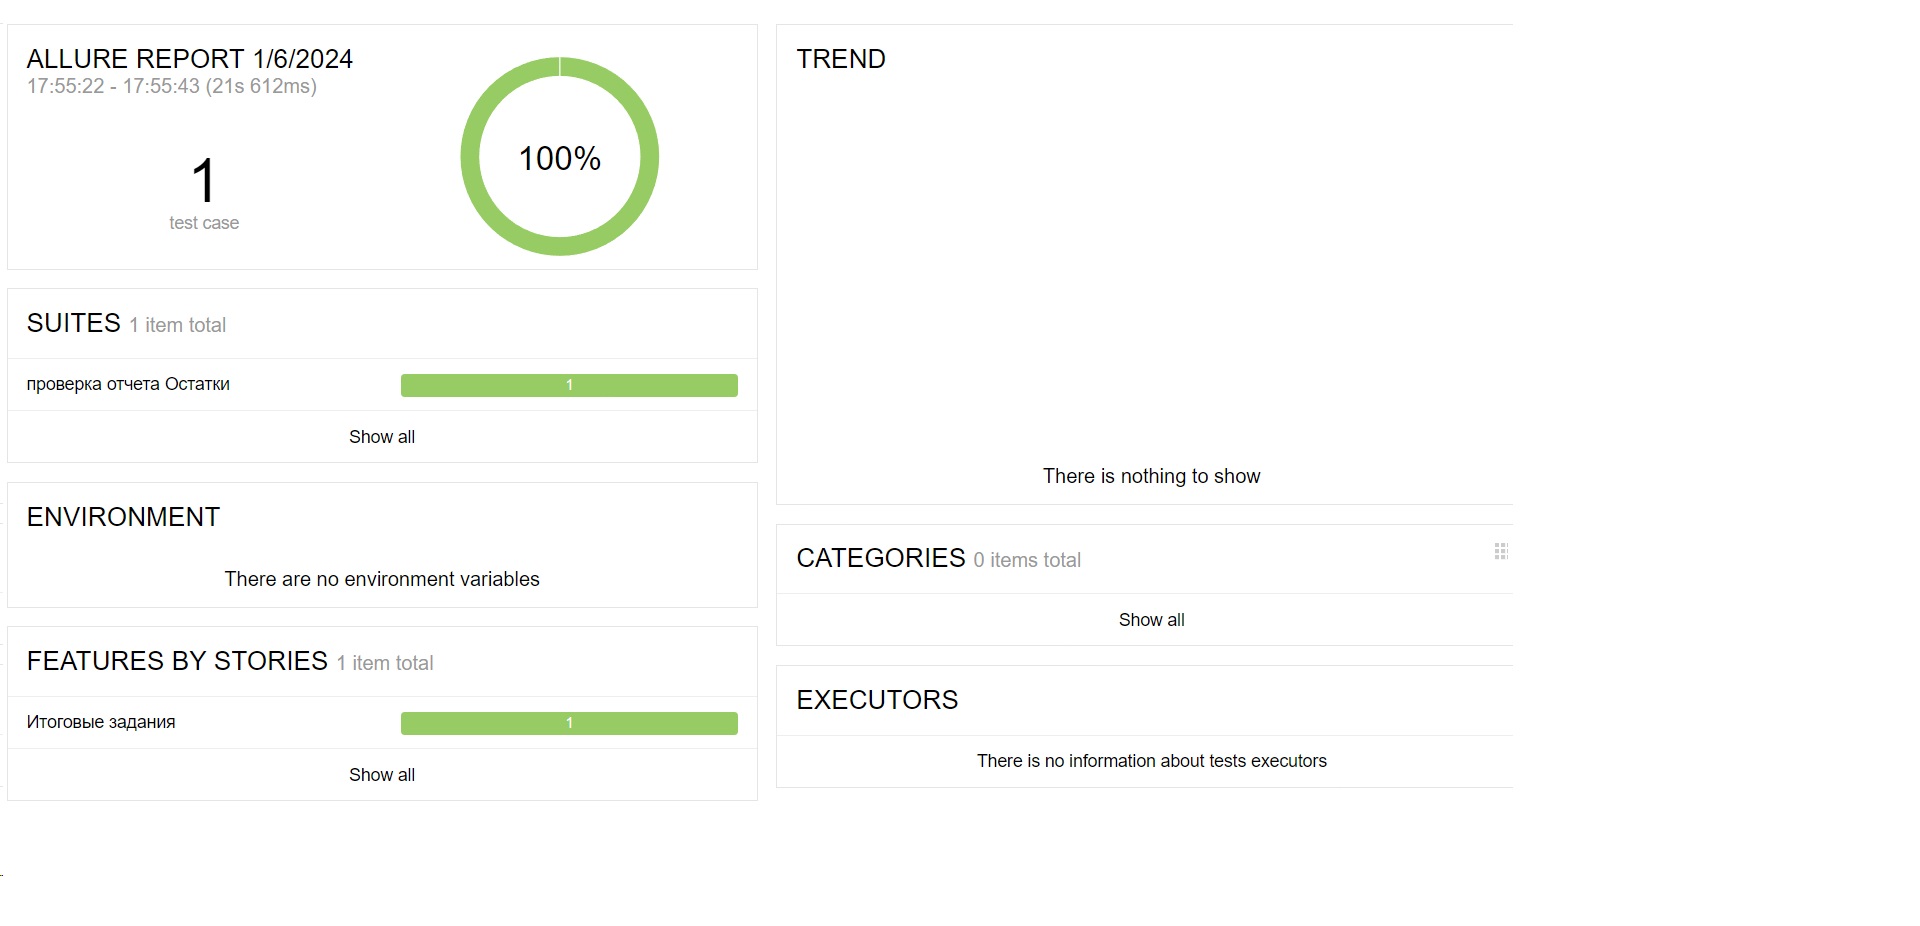 ALLURE REPORT 1/6/2024
17:55:22 - 17:55:43 (21s 612ms)
1
test case
100%
SUITES 1 item total
проверка отчета Остатки 1
Show all
ENVIRONMENT
There are no environment variables
FEATURES BY STORIES 1 item total
Итоговые задания 1
Show all
TREND
There is nothing to show
CATEGORIES 0 items total
Show all
EXECUTORS
There is no information about tests executors